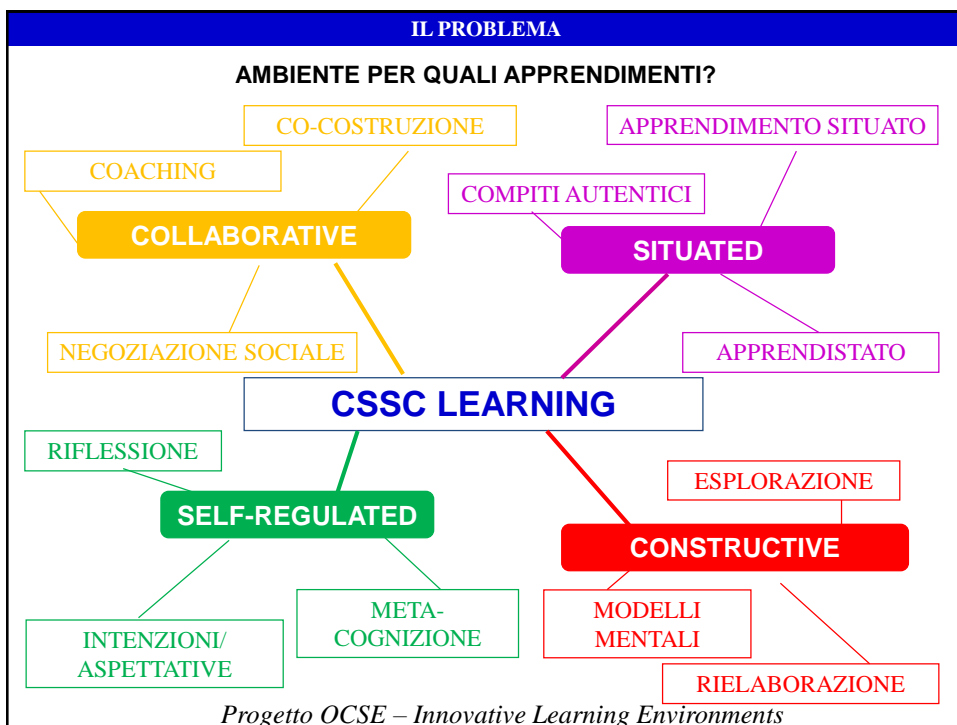 IL PROBLEMA
AMBIENTE PER QUALI APPRENDIMENTI?
CO-COSTRUZIONE
COACHING
COLLABORATIVE
NEGOZIAZIONE SOCIALE
APPRENDIMENTO SITUATO
COMPITI AUTENTICI
SITUATED
APPRENDISTATO
CSSC LEARNING
RIFLESSIONE
SELF-REGULATED
INTENZIONI/
ASPETTATIVE
META-
COGNIZIONE
ESPLORAZIONE
CONSTRUCTIVE
MODELLI
MENTALI
RIELABORAZIONE
Progetto OCSE – Innovative Learning Environments